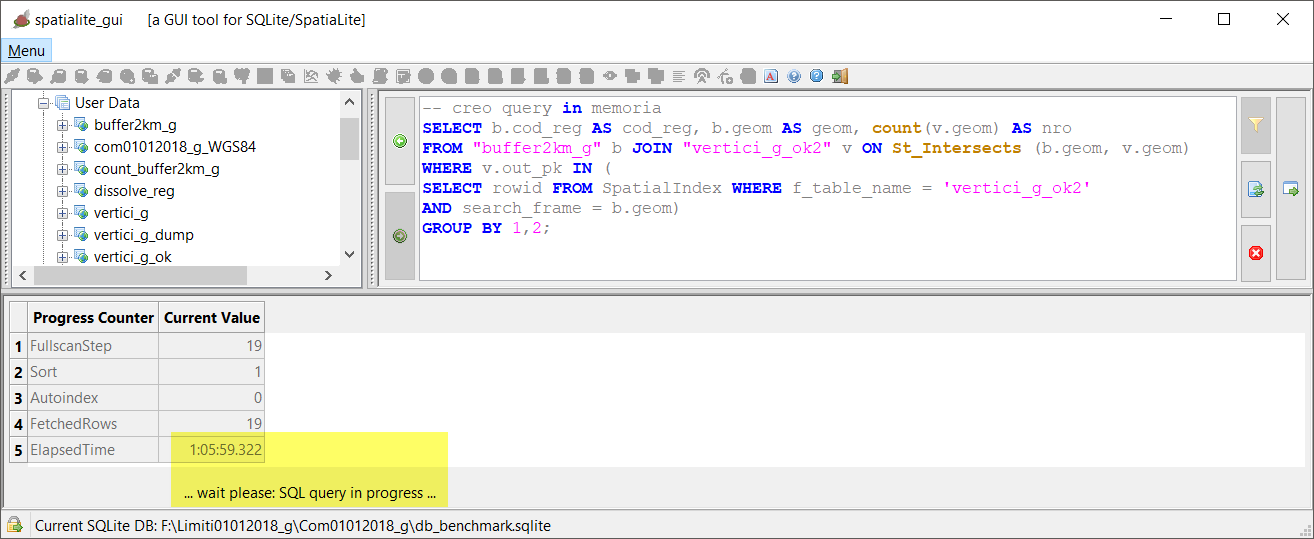 spatialite_gui [a GUI tool for SQLite/SpatiaLite]
Menu
User Data
buffer2km_g
com01012018_g_WGS84
count_buffer2km_g
dissolve_reg
vertici_g
vertici_g_dump
vertici_g_ok
-- creo query in memoria
SELECT b.cod_reg AS cod_reg, b.geom AS geom, count(v.geom) AS nro
FROM "buffer2km_g" b JOIN "vertici_g_ok2" v ON St_Intersects (b.geom, v.geom)
WHERE v.out_pk IN (
SELECT rowid FROM SpatialIndex WHERE f_table_name = 'vertici_g_ok2'
AND search_frame = b.geom)
GROUP BY 1,2;
Progress Counter Current Value
1 FullscanStep 19
2 Sort 1
3 Autoindex 0
4 FetchedRows 19
5 ElapsedTime 1:05:59.322
... wait please: SQL query in progress ...
Current SQLite DB: F:\Limiti01012018_g\Com01012018_g\db_benchmark.sqlite